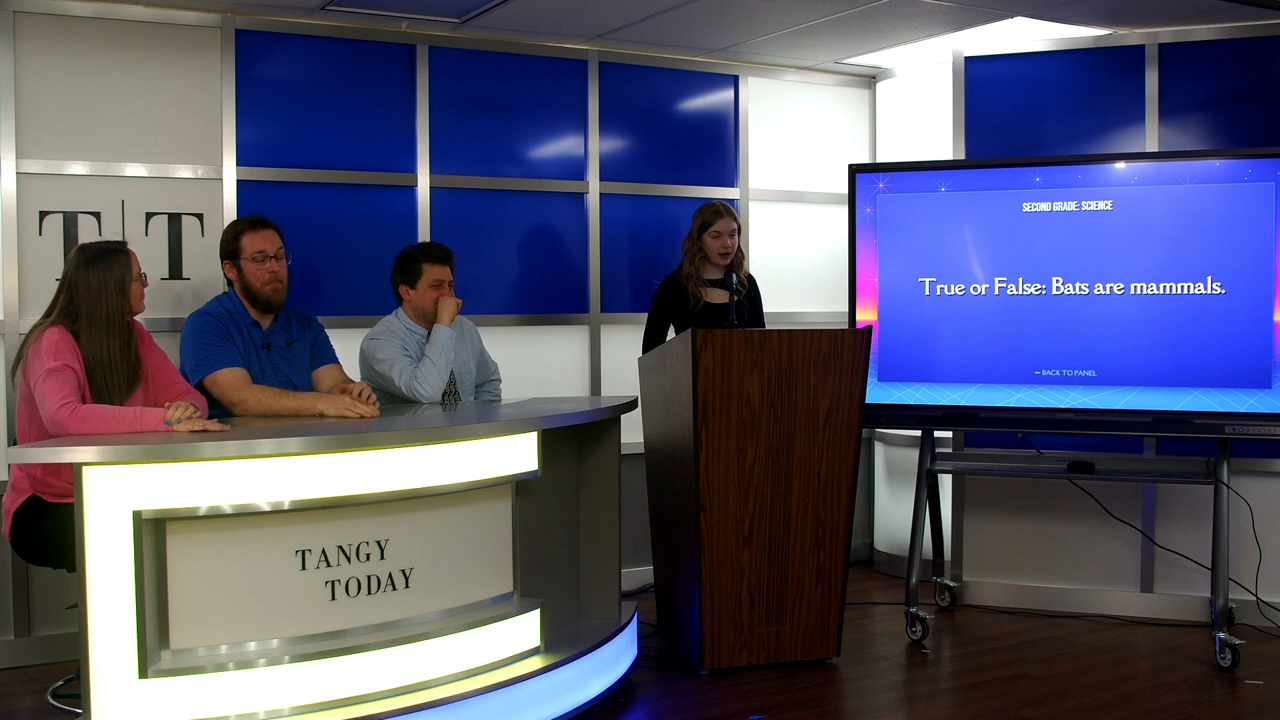 T|T
TANGY
TODAY
SECOND GRADE: SCIENCE
True or False: Bats are mammals.
— BACK TO PANEL